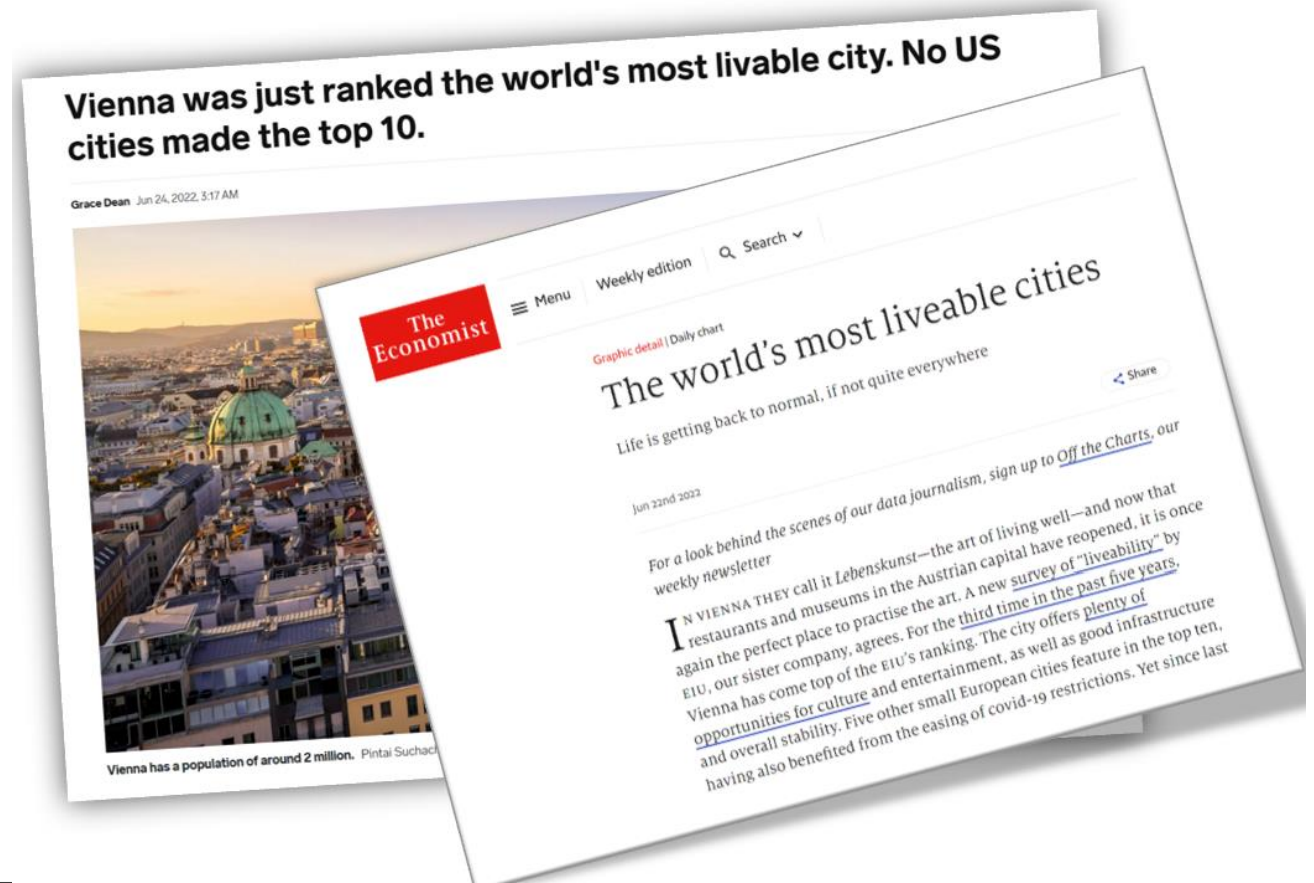 Vienna was just ranked the world's most livable city. No US
cities made the top 10.
Grace Dean Jun 24, 2022, 3:17 AM
Vienna has a population of around 2 million. Pintai
The
Economist
Menu
Weekly edition
Search
Graphic detail | Daily chart
The world's most liveable cities
Life is getting back to normal, if not quite everywhere
Share
Jun 22nd 2022
For a look behind the scenes of our data journalism, sign up to Off the Charts, our
weekly newsletter
IN VIENNA THEY call it Lebenskunst—the art of living well—and now that
restaurants and museums in the Austrian capital have reopened, it is once
again the perfect place to practise the art. A new survey of "liveability" by
EIU, our sister company, agrees. For the third time in the past five years,
Vienna has come top of the EIU's ranking. The city offers plenty of
opportunities for culture and entertainment, as well as good infrastructure
and overall stability. Five other small European cities feature in the top ten,
having also benefited from the easing of covid-19 restrictions. Yet since last